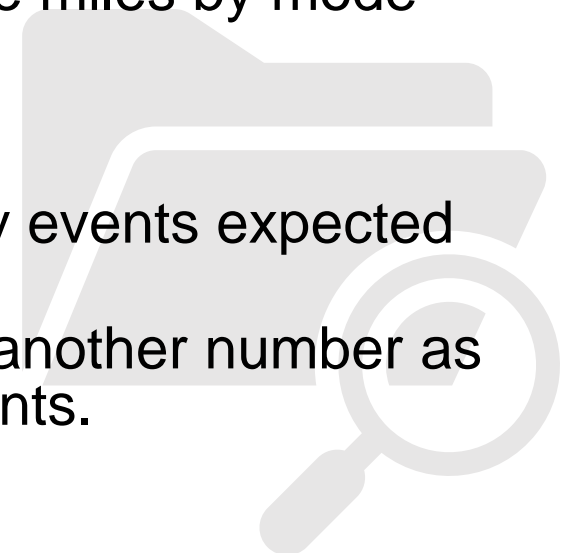 miles by mode
events expected
another number as
nts.